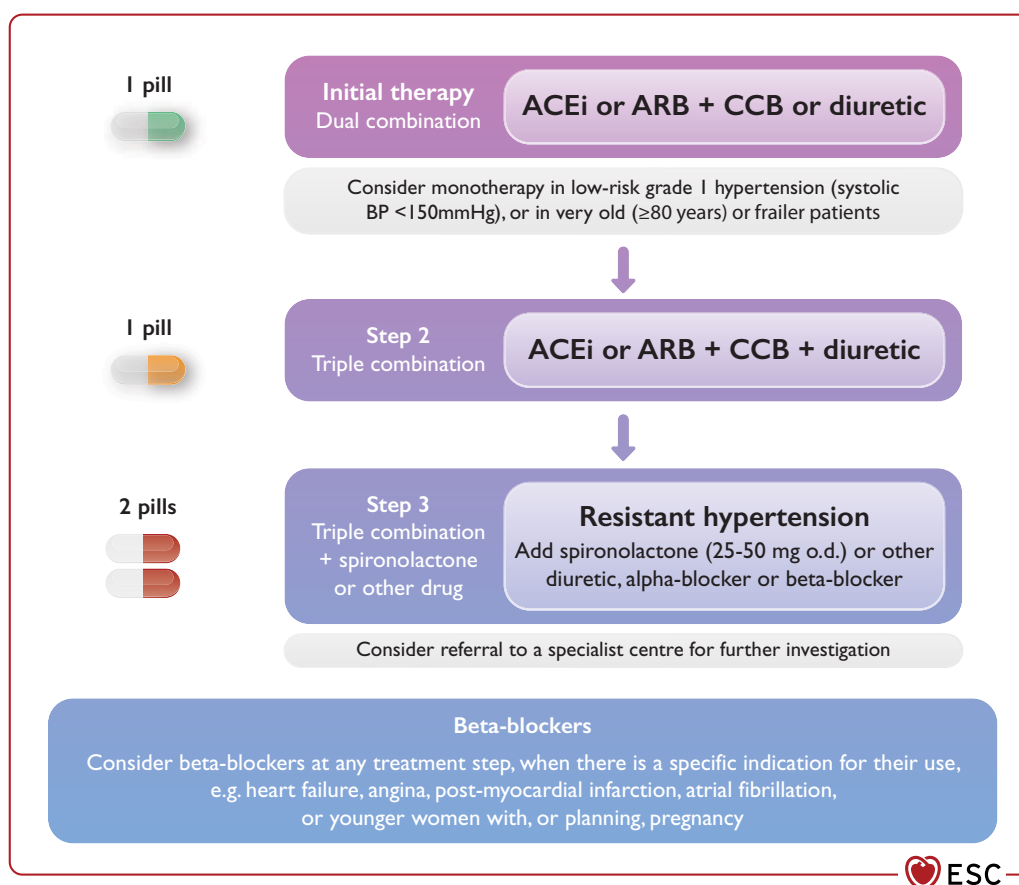 1 pill
Initial therapy
Dual combination
ACEi or ARB + CCB or diuretic
Consider monotherapy in low-risk grade 1 hypertension (systolic
BP <150mmHg), or in very old (≥80 years) or frailer patients
1 pill
Step 2
Triple combination
ACEi or ARB + CCB + diuretic
2 pills
Step 3
Triple combination
+ spironolactone
or other drug
Resistant hypertension
Add spironolactone (25-50 mg o.d.) or other
diuretic, alpha-blocker or beta-blocker
Consider referral to a specialist centre for further investigation
Beta-blockers
Consider beta-blockers at any treatment step, when there is a specific indication for their use,
e.g. heart failure, angina, post-myocardial infarction, atrial fibrillation,
or younger women with, or planning, pregnancy
ESC